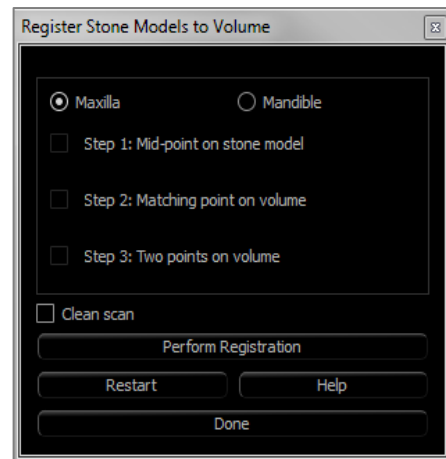 Register Stone Models to Volume
Maxilla Mandible
Step 1: Mid-point on stone model
Step 2: Matching point on volume
Step 3: Two points on volume
Clean scan
Perform Registration
Restart Help
Done